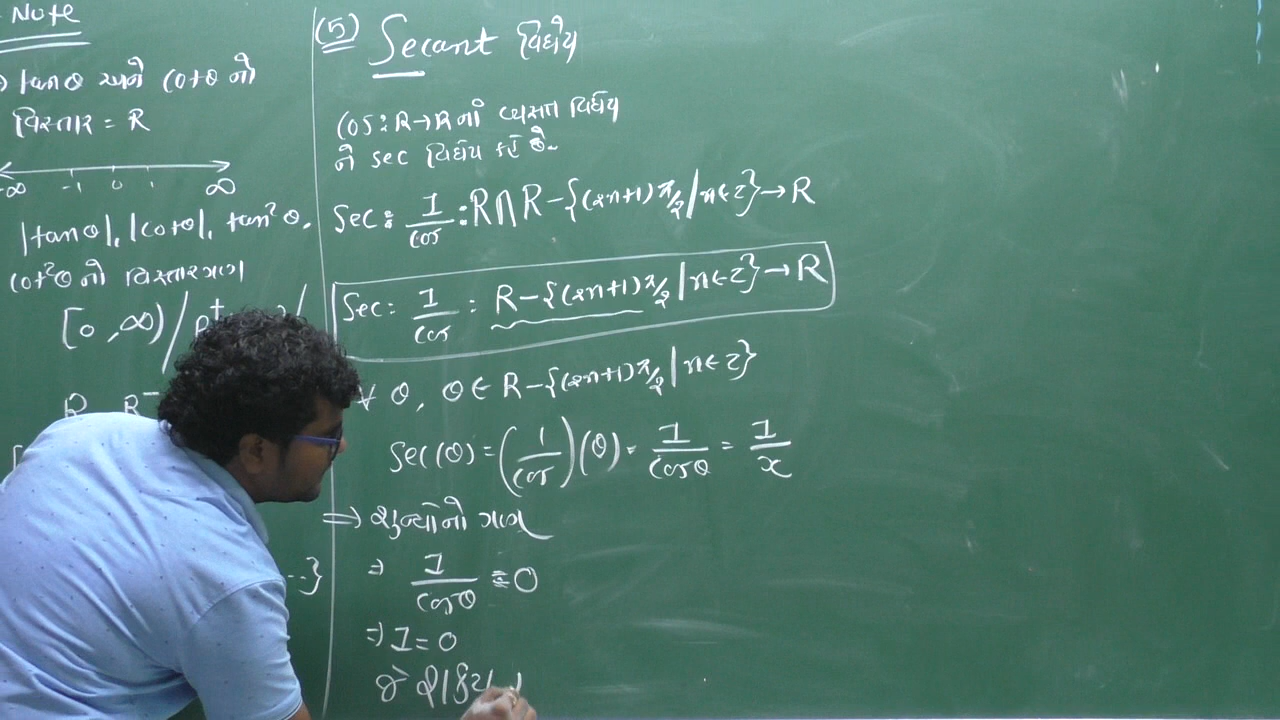 Note
tanθ અને cotθ નો
વિસ્તાર = R
-∞ -1 0 1 ∞
|tanθ|, |cotθ|, tan²θ,
cot²θ નો વિસ્તારગણ
[0, ∞) / R⁺
R R⁻
..}
(5) Secant વિધેય
cos : R→R નાં વ્યસ્ત વિધેય
ને sec વિધેય કહે છે.
Sec : 1/cos : R∩R-{(2n+1)π/2 | n∈Z}→R
Sec : 1/cos : R-{(2n+1)π/2 | n∈Z}→R
∀ θ, θ∈R-{(2n+1)π/2 | n∈Z}
Sec(θ) = (1/cos)(θ) = 1/cosθ = 1/x
⇒ શૂન્યોનો ગણ
⇒ 1/cosθ = 0
⇒ 1 = 0
જે શક્ય